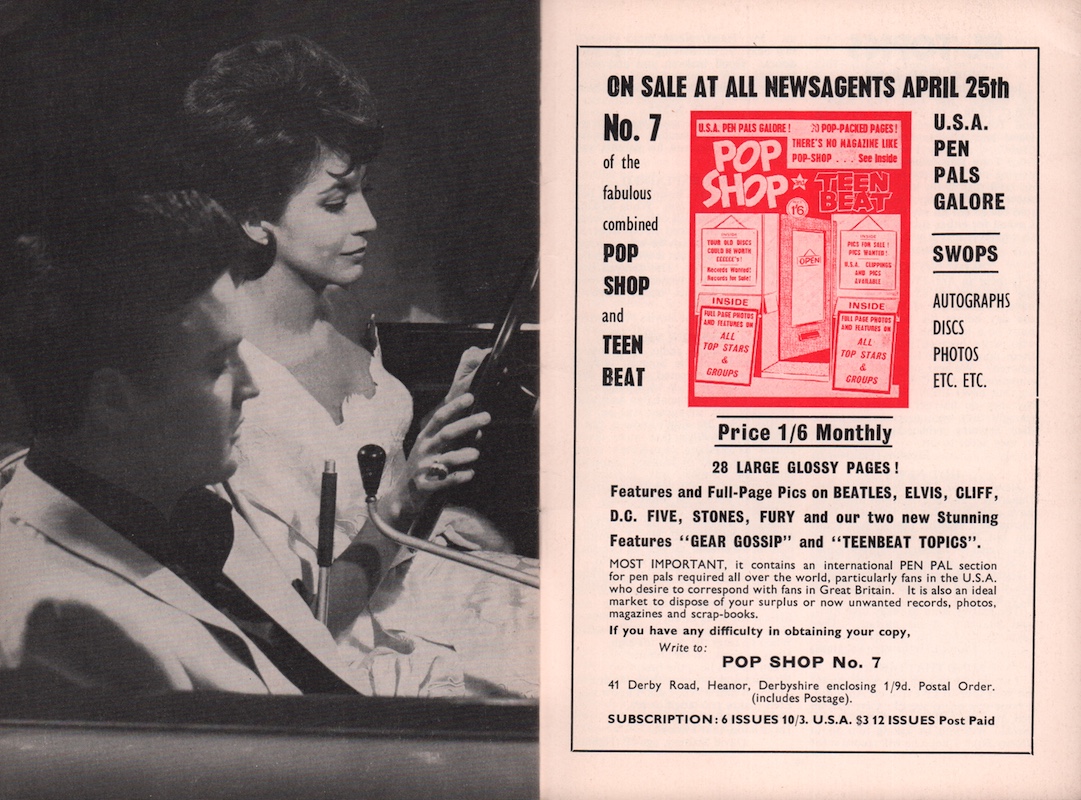 ON SALE AT ALL NEWSAGENTS APRIL 25th
No. 7
of the
fabulous
combined
POP
SHOP
and
TEEN
BEAT
U.S.A. PEN PALS GALORE!
20 POP-PACKED PAGES!
THERE'S NO MAGAZINE LIKE
POP-SHOP . . . See Inside
POP
SHOP
TEEN
BEAT
1'6
INSIDE
YOUR OLD DISCS
COULD BE WORTH
£££££'s!
Records Wanted!
Records for Sale!
OPEN
INSIDE
PICS FOR SALE!
PICS WANTED!
U.S.A. CLIPPINGS
AND PICS
AVAILABLE
INSIDE
FULL PAGE PHOTOS
AND FEATURES ON
ALL
TOP STARS
&
GROUPS
INSIDE
FULL PAGE PHOTOS
AND FEATURES ON
ALL
TOP STARS
&
GROUPS
U.S.A.
PEN
PALS
GALORE
SWOPS
AUTOGRAPHS
DISCS
PHOTOS
ETC. ETC.
Price 1/6 Monthly
28 LARGE GLOSSY PAGES!
Features and Full-Page Pics on BEATLES, ELVIS, CLIFF,
D.C. FIVE, STONES, FURY and our two new Stunning
Features "GEAR GOSSIP" and "TEENBEAT TOPICS".
MOST IMPORTANT, it contains an international PEN PAL section
for pen pals required all over the world, particularly fans in the U.S.A.
who desire to correspond with fans in Great Britain. It is also an ideal
market to dispose of your surplus or now unwanted records, photos,
magazines and scrap-books.
If you have any difficulty in obtaining your copy,
Write to:
POP SHOP No. 7
41 Derby Road, Heanor, Derbyshire enclosing 1/9d. Postal Order.
(includes Postage).
SUBSCRIPTION: 6 ISSUES 10/3. U.S.A. $3 12 ISSUES Post Paid